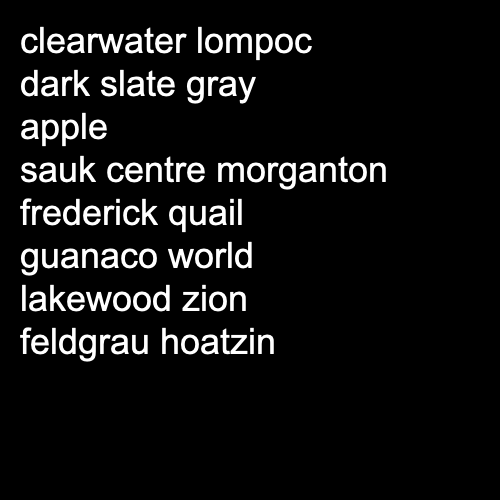 clearwater lompoc
dark slate gray
apple
sauk centre morganton
frederick quail
guanaco world
lakewood zion
feldgrau hoatzin